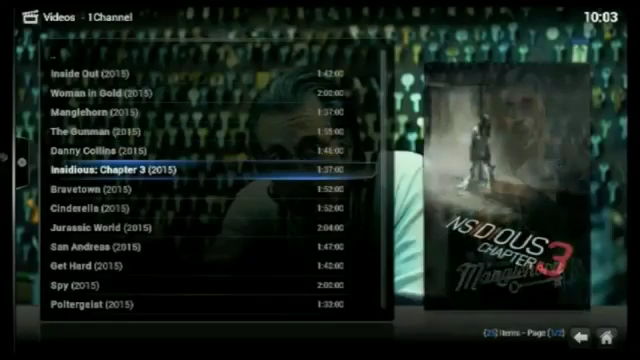 Videos - 1Channel
10:03
..
Inside Out (2015) 1:42:00
Woman in Gold (2015) 2:00:00
Manglehorn (2015) 1:37:00
The Gunman (2015) 1:55:00
Danny Collins (2015) 1:46:00
Insidious: Chapter 3 (2015) 1:37:00
Bravetown (2015) 1:52:00
Cinderella (2015) 1:52:00
Jurassic World (2015) 2:04:00
San Andreas (2015) 1:47:00
Get Hard (2015) 1:40:00
Spy (2015) 2:00:00
Poltergeist (2015) 1:33:00
INSIDIOUS
CHAPTER 3
Manglehorn
Items - Page (1/2)